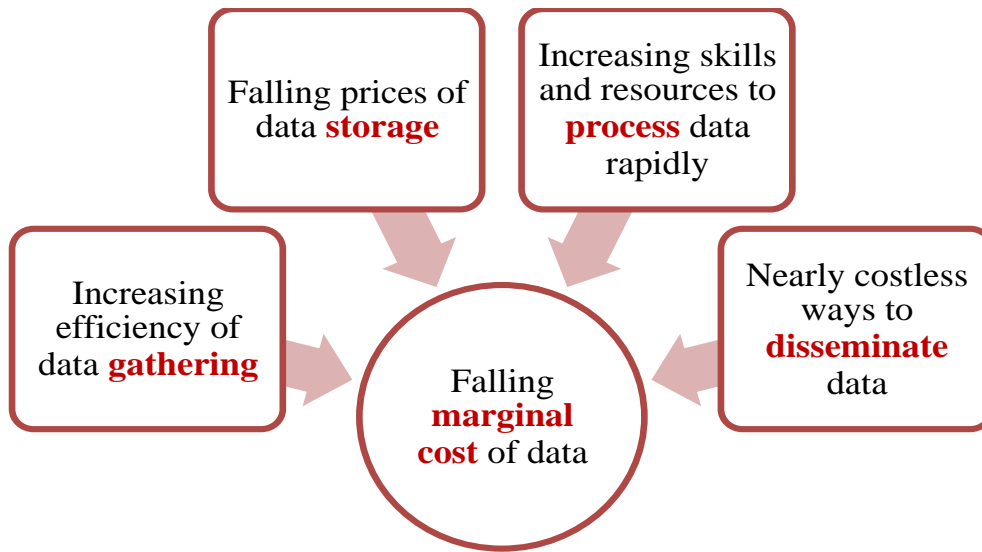 Increasing
efficiency of
data gathering
Falling prices of
data storage
Increasing skills
and resources to
process data
rapidly
Nearly costless
ways to
disseminate
data
Falling
marginal
cost of data